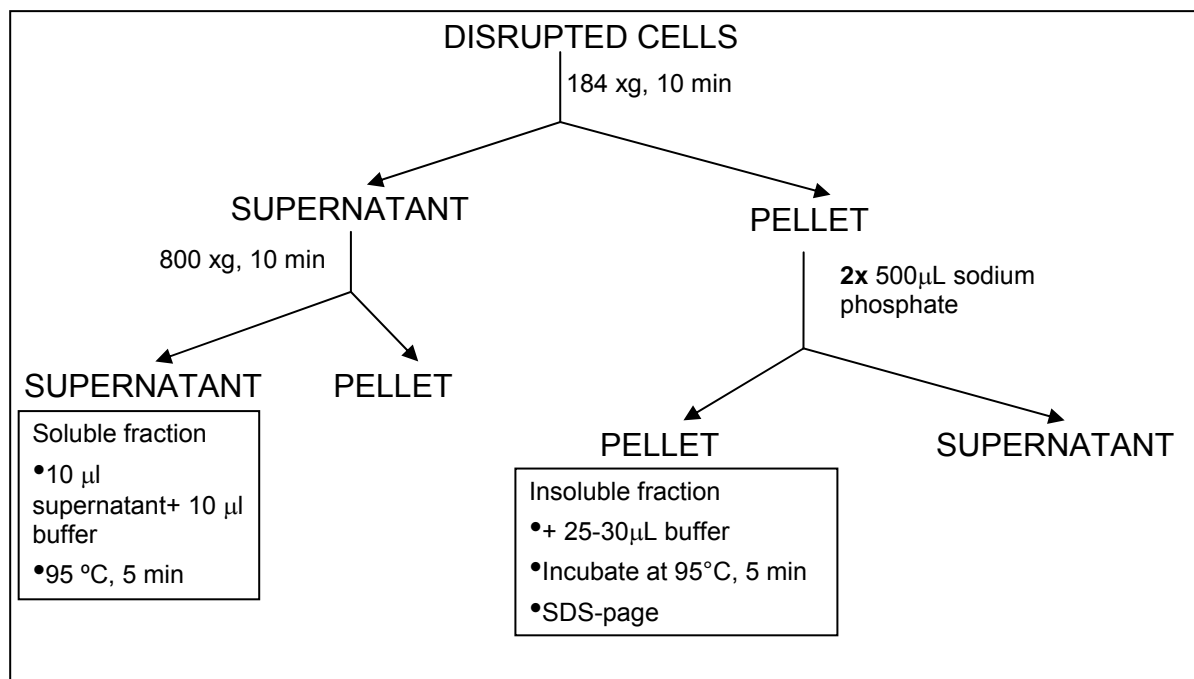 DISRUPTED CELLS
184 xg, 10 min
SUPERNATANT
PELLET
800 xg, 10 min
2x 500μL sodium
phosphate
SUPERNATANT
PELLET
Soluble fraction
•10 μl
supernatant+ 10 μl
buffer
•95 ºC, 5 min
PELLET
SUPERNATANT
Insoluble fraction
•+ 25-30μL buffer
•Incubate at 95°C, 5 min
•SDS-page